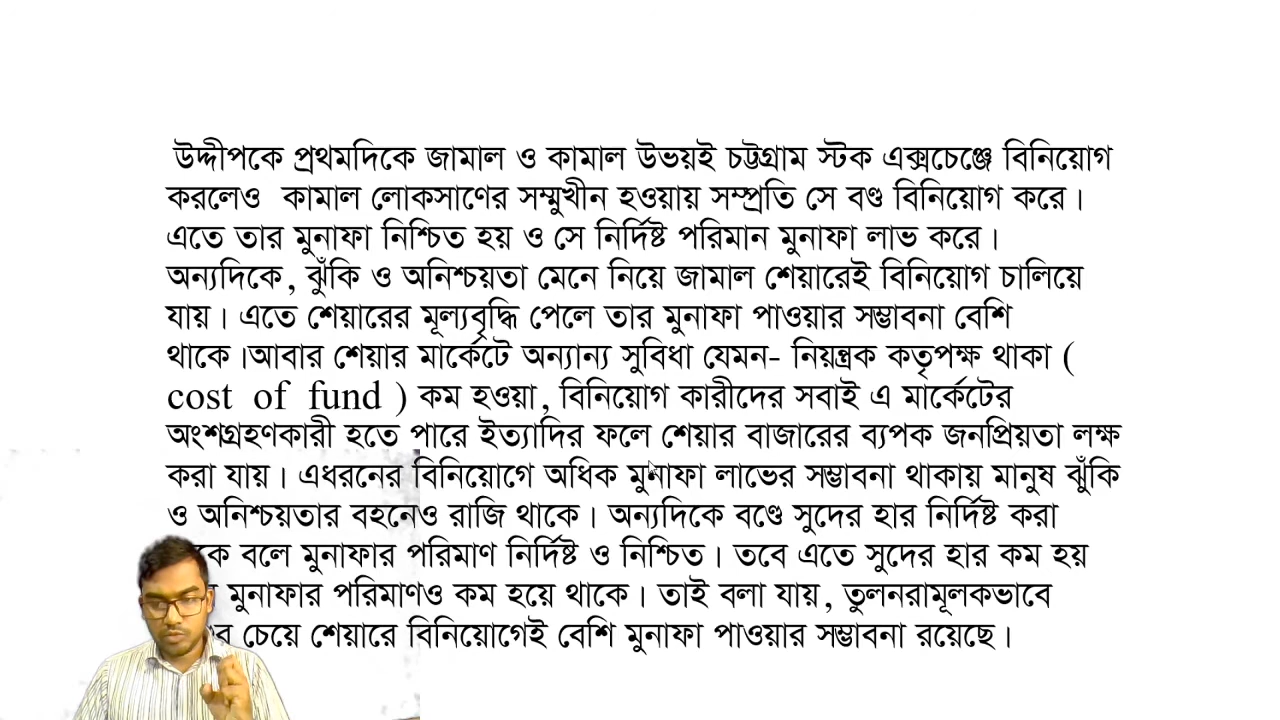 উদ্দীপকে প্রথমদিকে জামাল ও কামাল উভয়ই চট্টগ্রাম স্টক এক্সচেঞ্জে বিনিয়োগ
করলেও কামাল লোকসাণের সম্মুখীন হওয়ায় সম্প্রতি সে বণ্ড বিনিয়োগ করে।
এতে তার মুনাফা নিশ্চিত হয় ও সে নির্দিষ্ট পরিমান মুনাফা লাভ করে।
অন্যদিকে, ঝুঁকি ও অনিশ্চয়তা মেনে নিয়ে জামাল শেয়ারেই বিনিয়োগ চালিয়ে
যায়। এতে শেয়ারের মূল্যবৃদ্ধি পেলে তার মুনাফা পাওয়ার সম্ভাবনা বেশি
থাকে।আবার শেয়ার মার্কেটে অন্যান্য সুবিধা যেমন- নিয়ন্ত্রক কতৃপক্ষ থাকা (
cost of fund ) কম হওয়া, বিনিয়োগ কারীদের সবাই এ মার্কেটের
অংশগ্রহণকারী হতে পারে ইত্যাদির ফলে শেয়ার বাজারের ব্যপক জনপ্রিয়তা লক্ষ
করা যায়। এধরনের বিনিয়োগে অধিক মুনাফা লাভের সম্ভাবনা থাকায় মানুষ ঝুঁকি
ও অনিশ্চয়তার বহনেও রাজি থাকে। অন্যদিকে বণ্ডে সুদের হার নির্দিষ্ট করা
বলে মুনাফার পরিমাণ নির্দিষ্ট ও নিশ্চিত। তবে এতে সুদের হার কম হয়
মুনাফার পরিমাণও কম হয়ে থাকে। তাই বলা যায়, তুলনরামূলকভাবে
চেয়ে শেয়ারে বিনিয়োগেই বেশি মুনাফা পাওয়ার সম্ভাবনা রয়েছে।